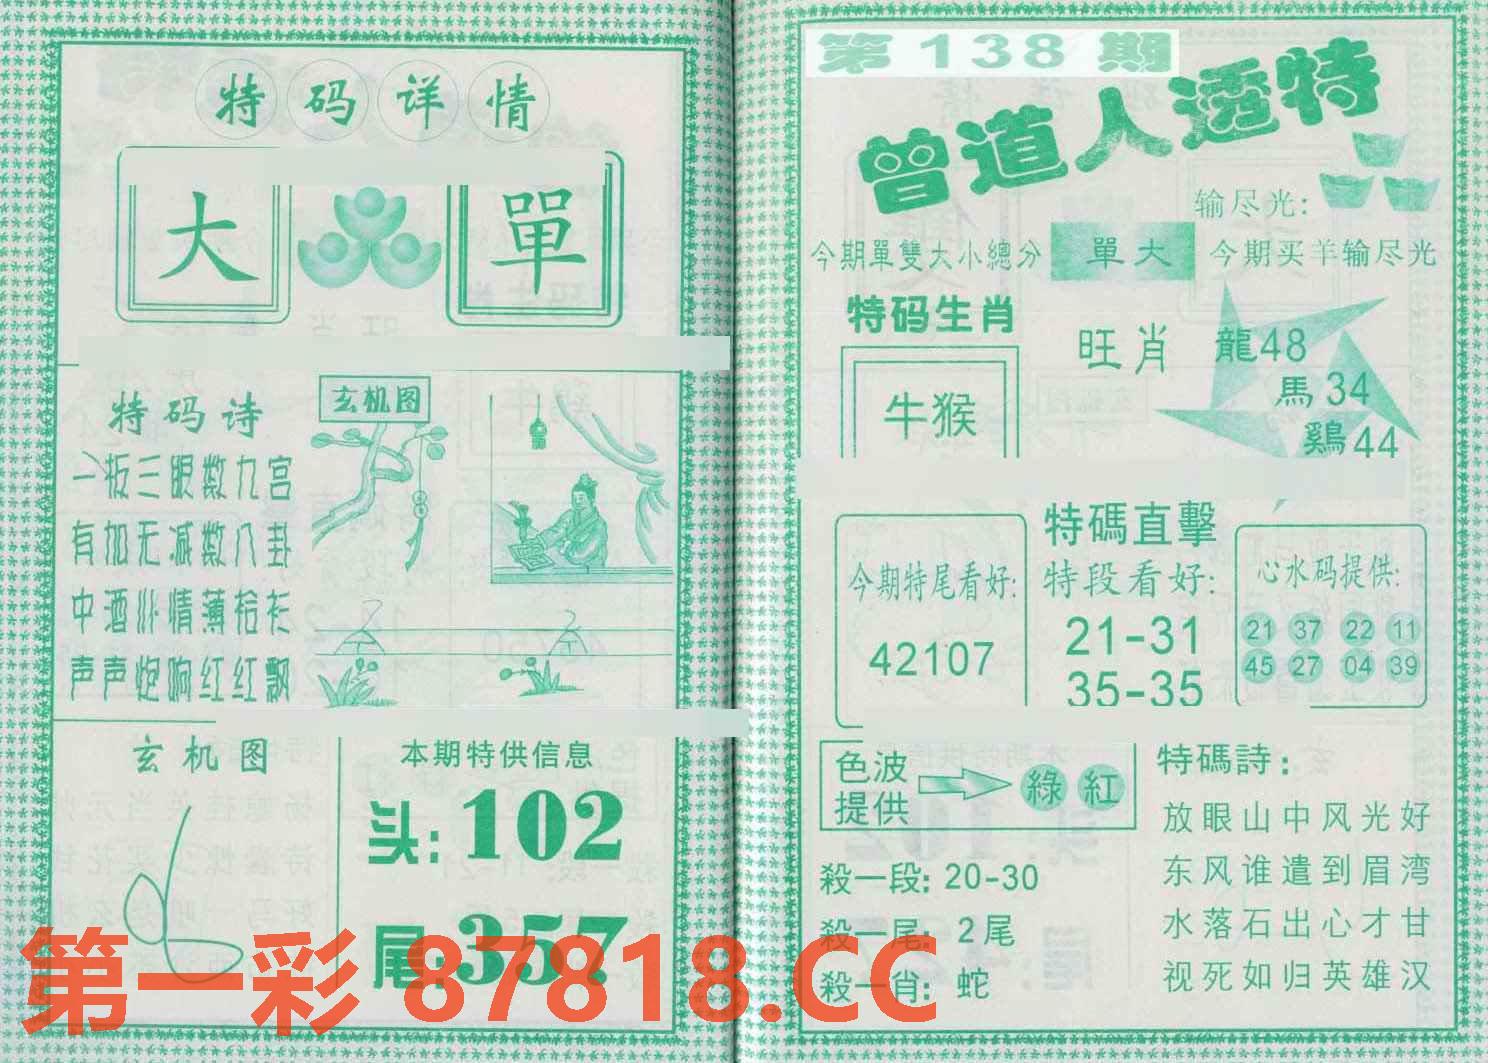 特码详情
大 單
特码诗
一板三眼数九宫
有加无减数八卦
中酒 情薄拾衫
声声炮响红红飘
玄机图
玄机图
本期特供信息
头:102
尾:357
第138期
曾道人透特
输尽光:
今期單雙大小總分 單大 今期买羊输尽光
特码生肖
牛猴
旺肖
龍48
馬34
鷄44
今期特尾看好:
42107
特碼直擊
特段看好:
21-31
35-35
心水码提供:
21 37 22 11
45 27 04 39
色波
提供
綠 紅
殺一段: 20-30
殺一尾: 2尾
殺一肖: 蛇
特碼詩:
放眼山中风光好
东风谁遣到眉湾
水落石出心才甘
视死如归英雄汉
第一彩 87818.CC